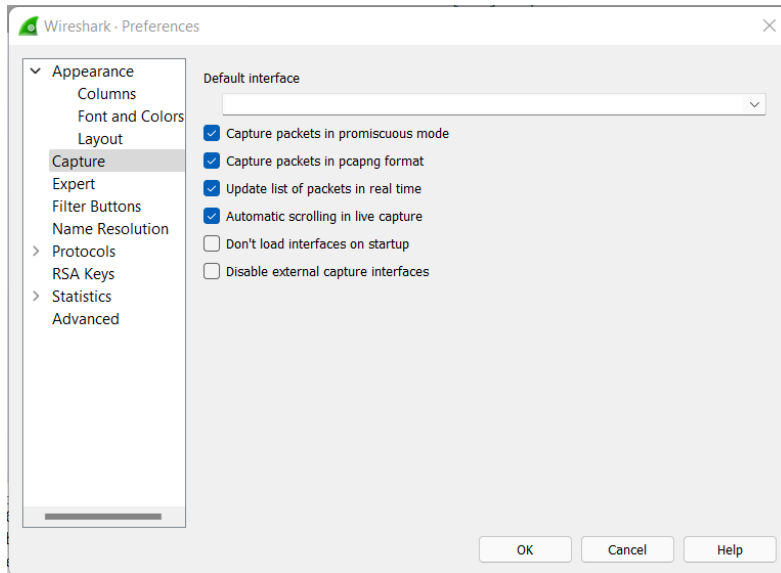 Wireshark · Preferences
Appearance
Columns
Font and Colors
Layout
Capture
Expert
Filter Buttons
Name Resolution
Protocols
RSA Keys
Statistics
Advanced
Default interface
Capture packets in promiscuous mode
Capture packets in pcapng format
Update list of packets in real time
Automatic scrolling in live capture
Don't load interfaces on startup
Disable external capture interfaces
OK
Cancel
Help